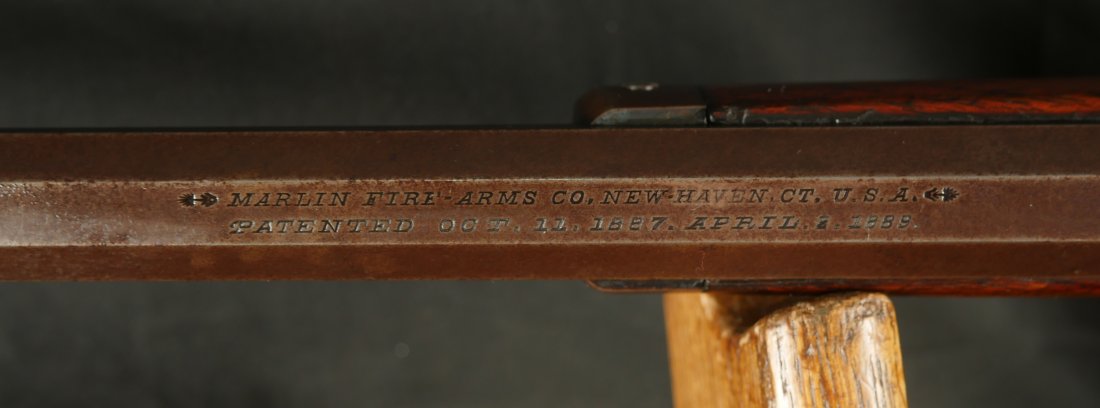 MARLIN FIRE-ARMS CO, NEW-HAVEN. CT. U. S. A.
PATENTED OCT. 11. 1887. APRIL. 2. 1889.